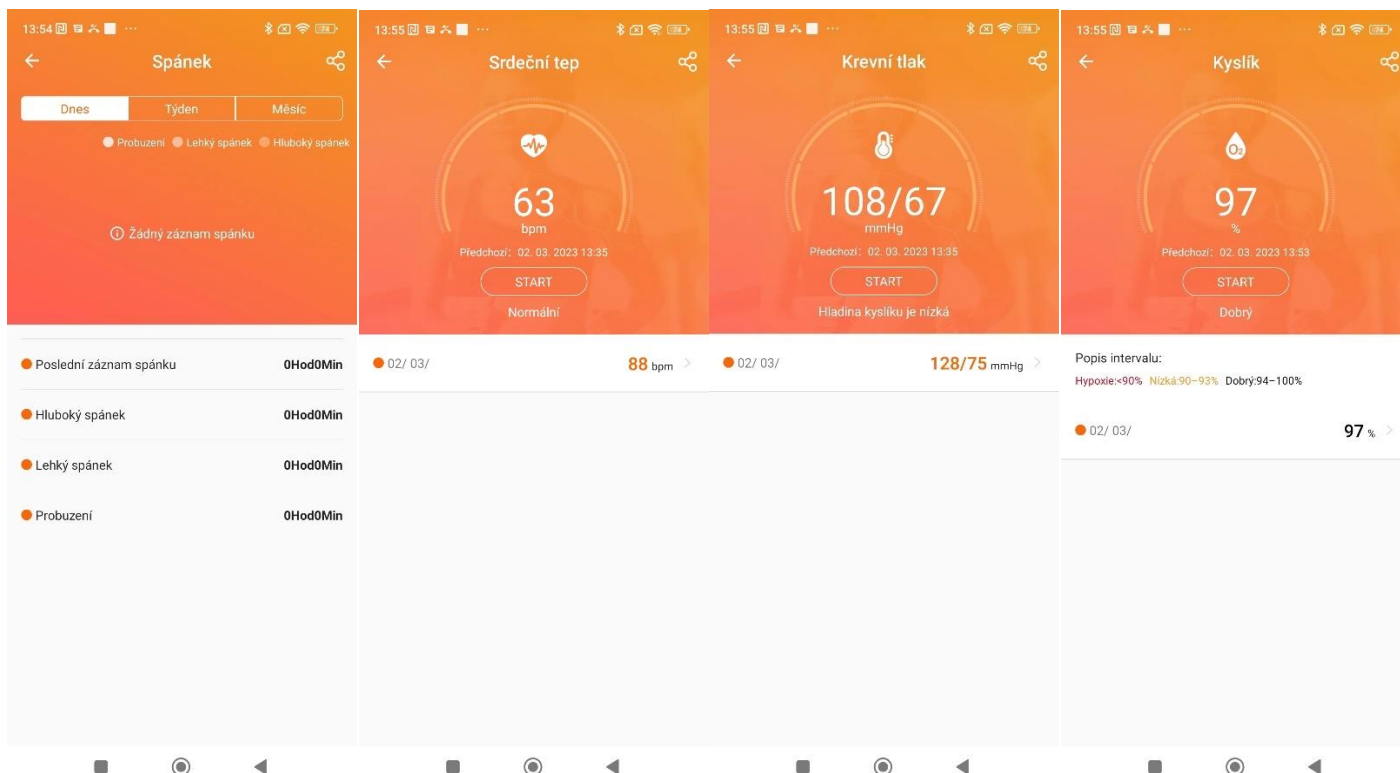 13:54
Spánek
Dnes Týden Měsíc
Probuzení Lehký spánek Hluboký spánek
Žádný záznam spánku
Poslední záznam spánku 0Hod0Min
Hluboký spánek 0Hod0Min
Lehký spánek 0Hod0Min
Probuzení 0Hod0Min
13:55
Srdeční tep
63
bpm
Předchozí: 02. 03. 2023 13:35
START
Normální
02/ 03/ 88 bpm
13:55
Krevní tlak
108/67
mmHg
Předchozí: 02. 03. 2023 13:35
START
Hladina kyslíku je nízká
02/ 03/ 128/75 mmHg
13:55
Kyslík
O2
97
%
Předchozí: 02. 03. 2023 13:53
START
Dobrý
Popis intervalu:
Hypoxie:<90% Nízká:90–93% Dobrý:94–100%
02/ 03/ 97 %